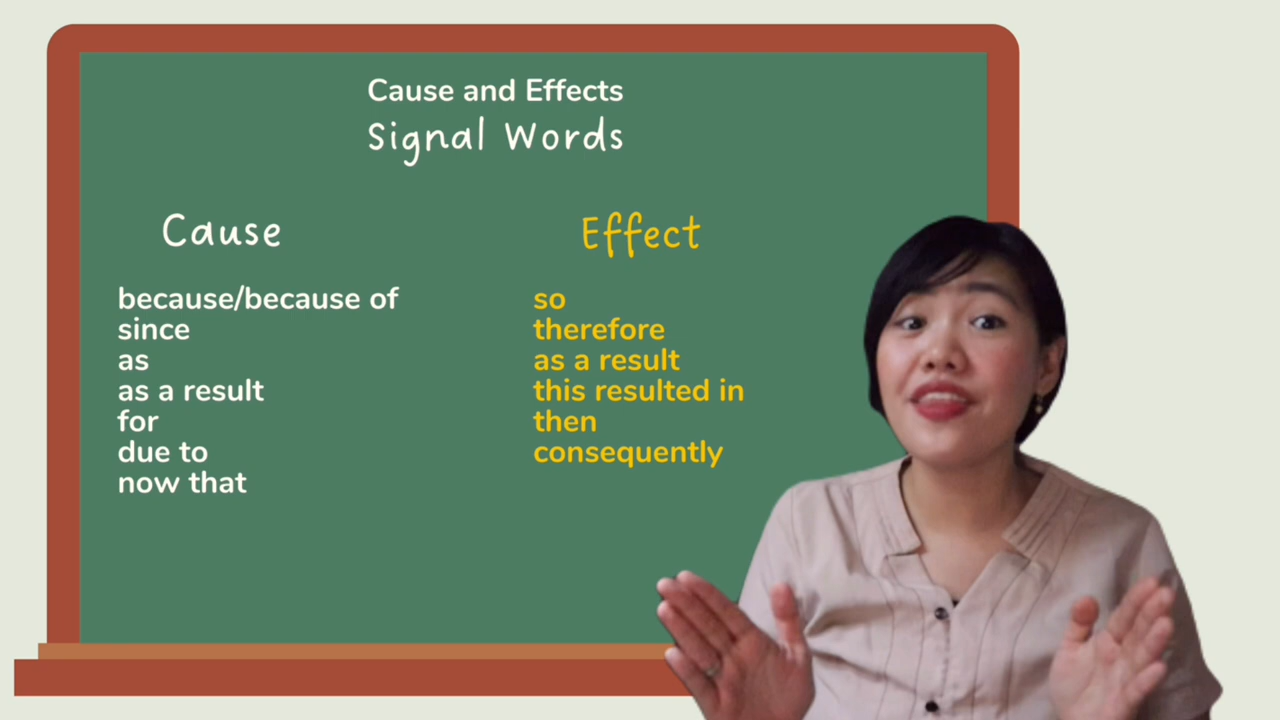 Cause and Effects
Signal Words
Cause
because/because of
since
as
as a result
for
due to
now that
Effect
so
therefore
as a result
this resulted in
then
consequently